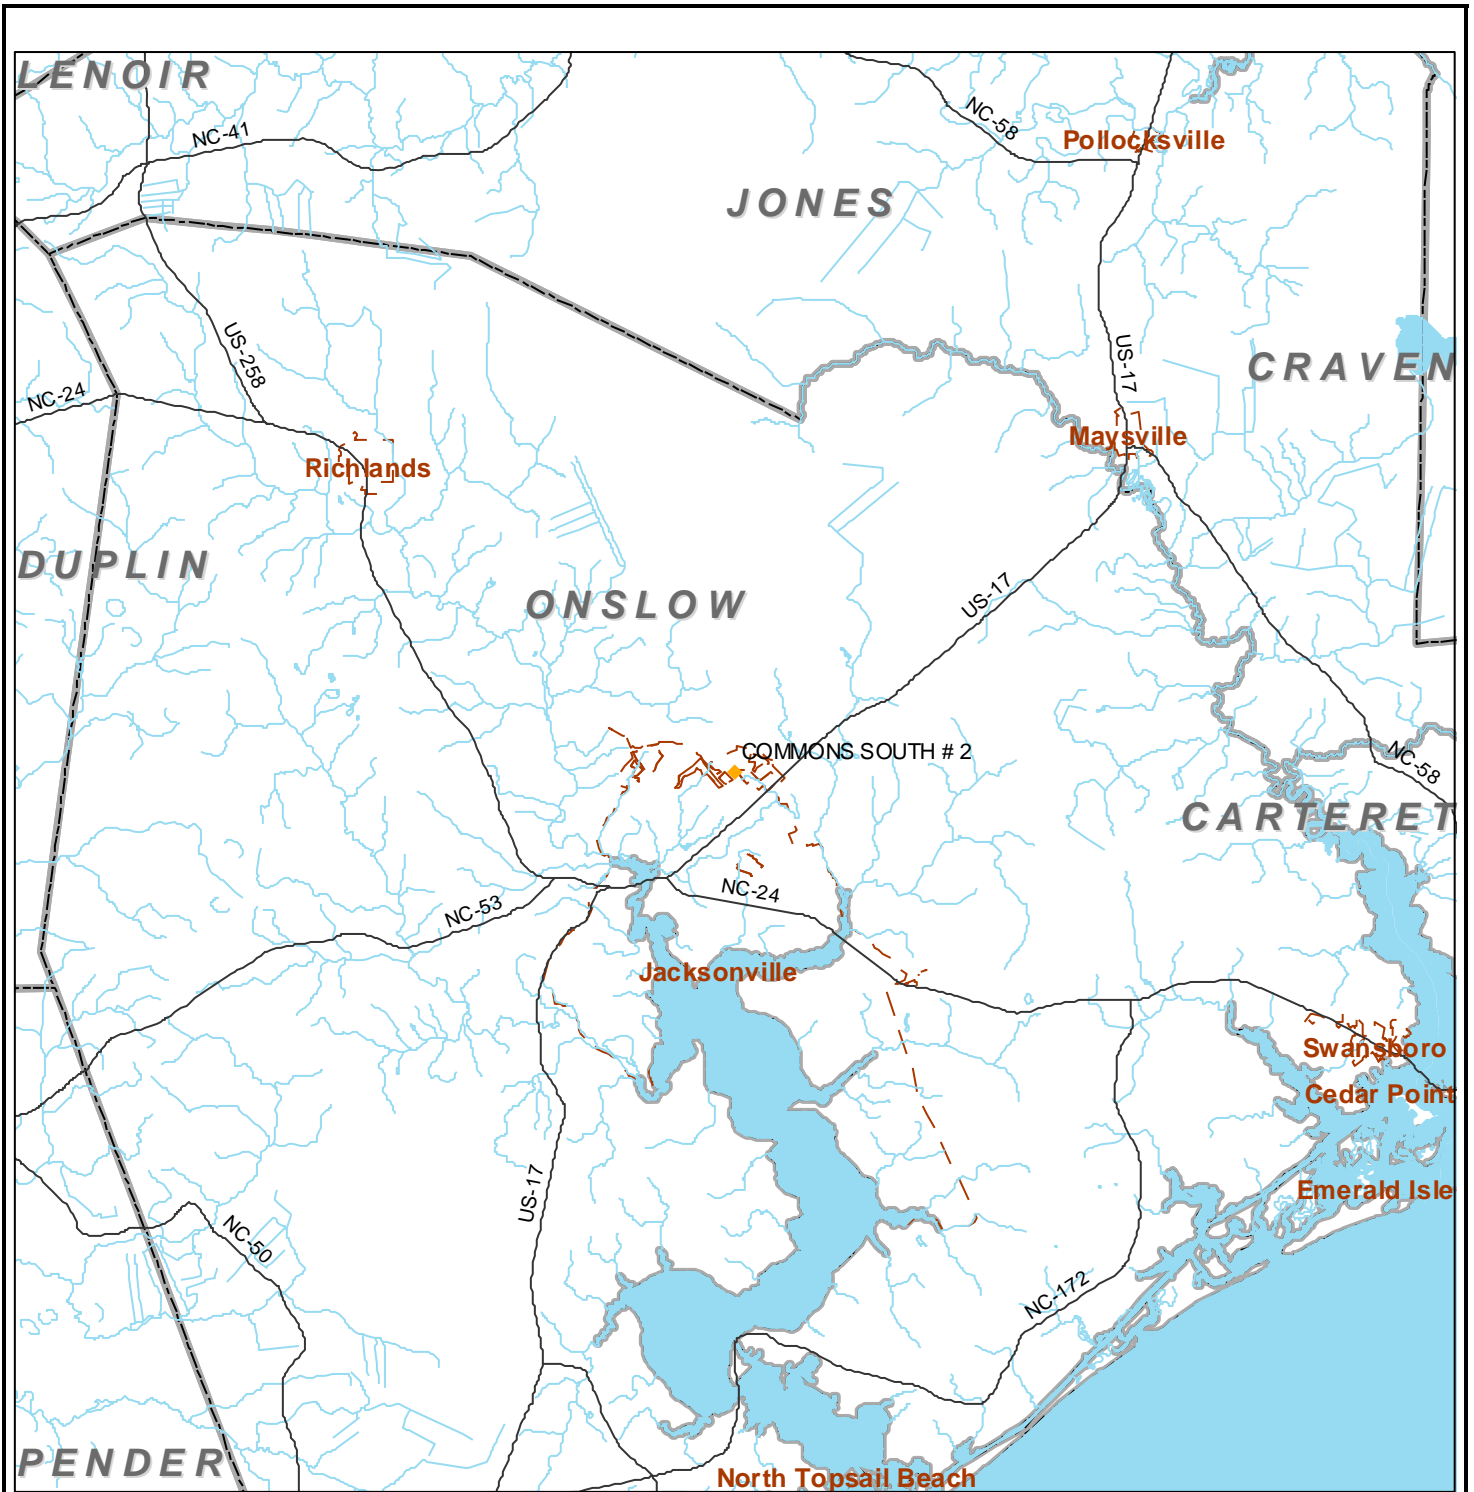 LENOIR
NC-41
NC-58
Pollocksville
JONES
US-258
US-17
CRAVEN
NC-24
Maysville
Richlands
DUPLIN
ONSLOW
US-17
COMMONS SOUTH # 2
NC-58
CARTERET
NC-24
NC-53
Jacksonville
Swansboro
Cedar Point
US-17
Emerald Isle
NC-50
NC-172
PENDER
North Topsail Beach